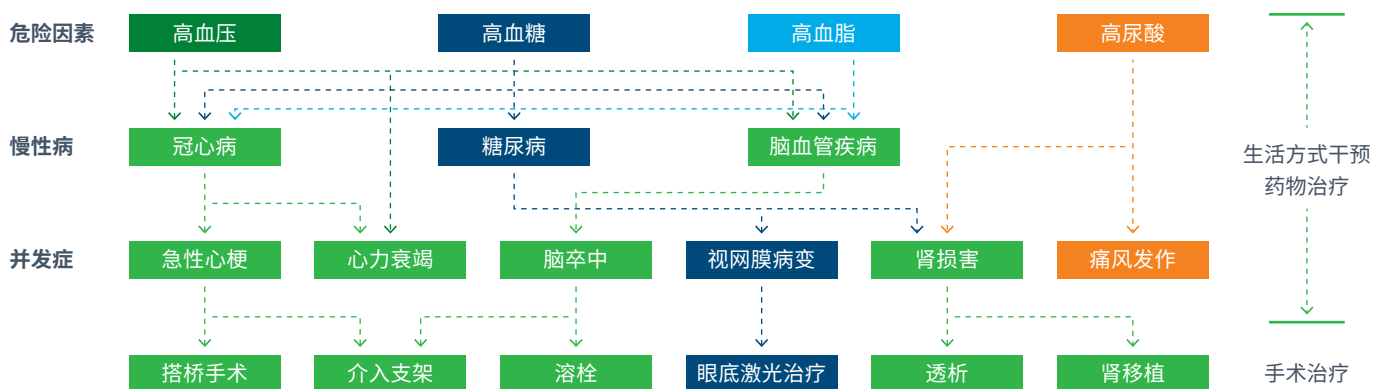 危险因素
高血压
高血糖
高血脂
高尿酸
慢性病
冠心病
糖尿病
脑血管疾病
生活方式干预
药物治疗
并发症
急性心梗
心力衰竭
脑卒中
视网膜病变
肾损害
痛风发作
搭桥手术
介入支架
溶栓
眼底激光治疗
透析
肾移植
手术治疗